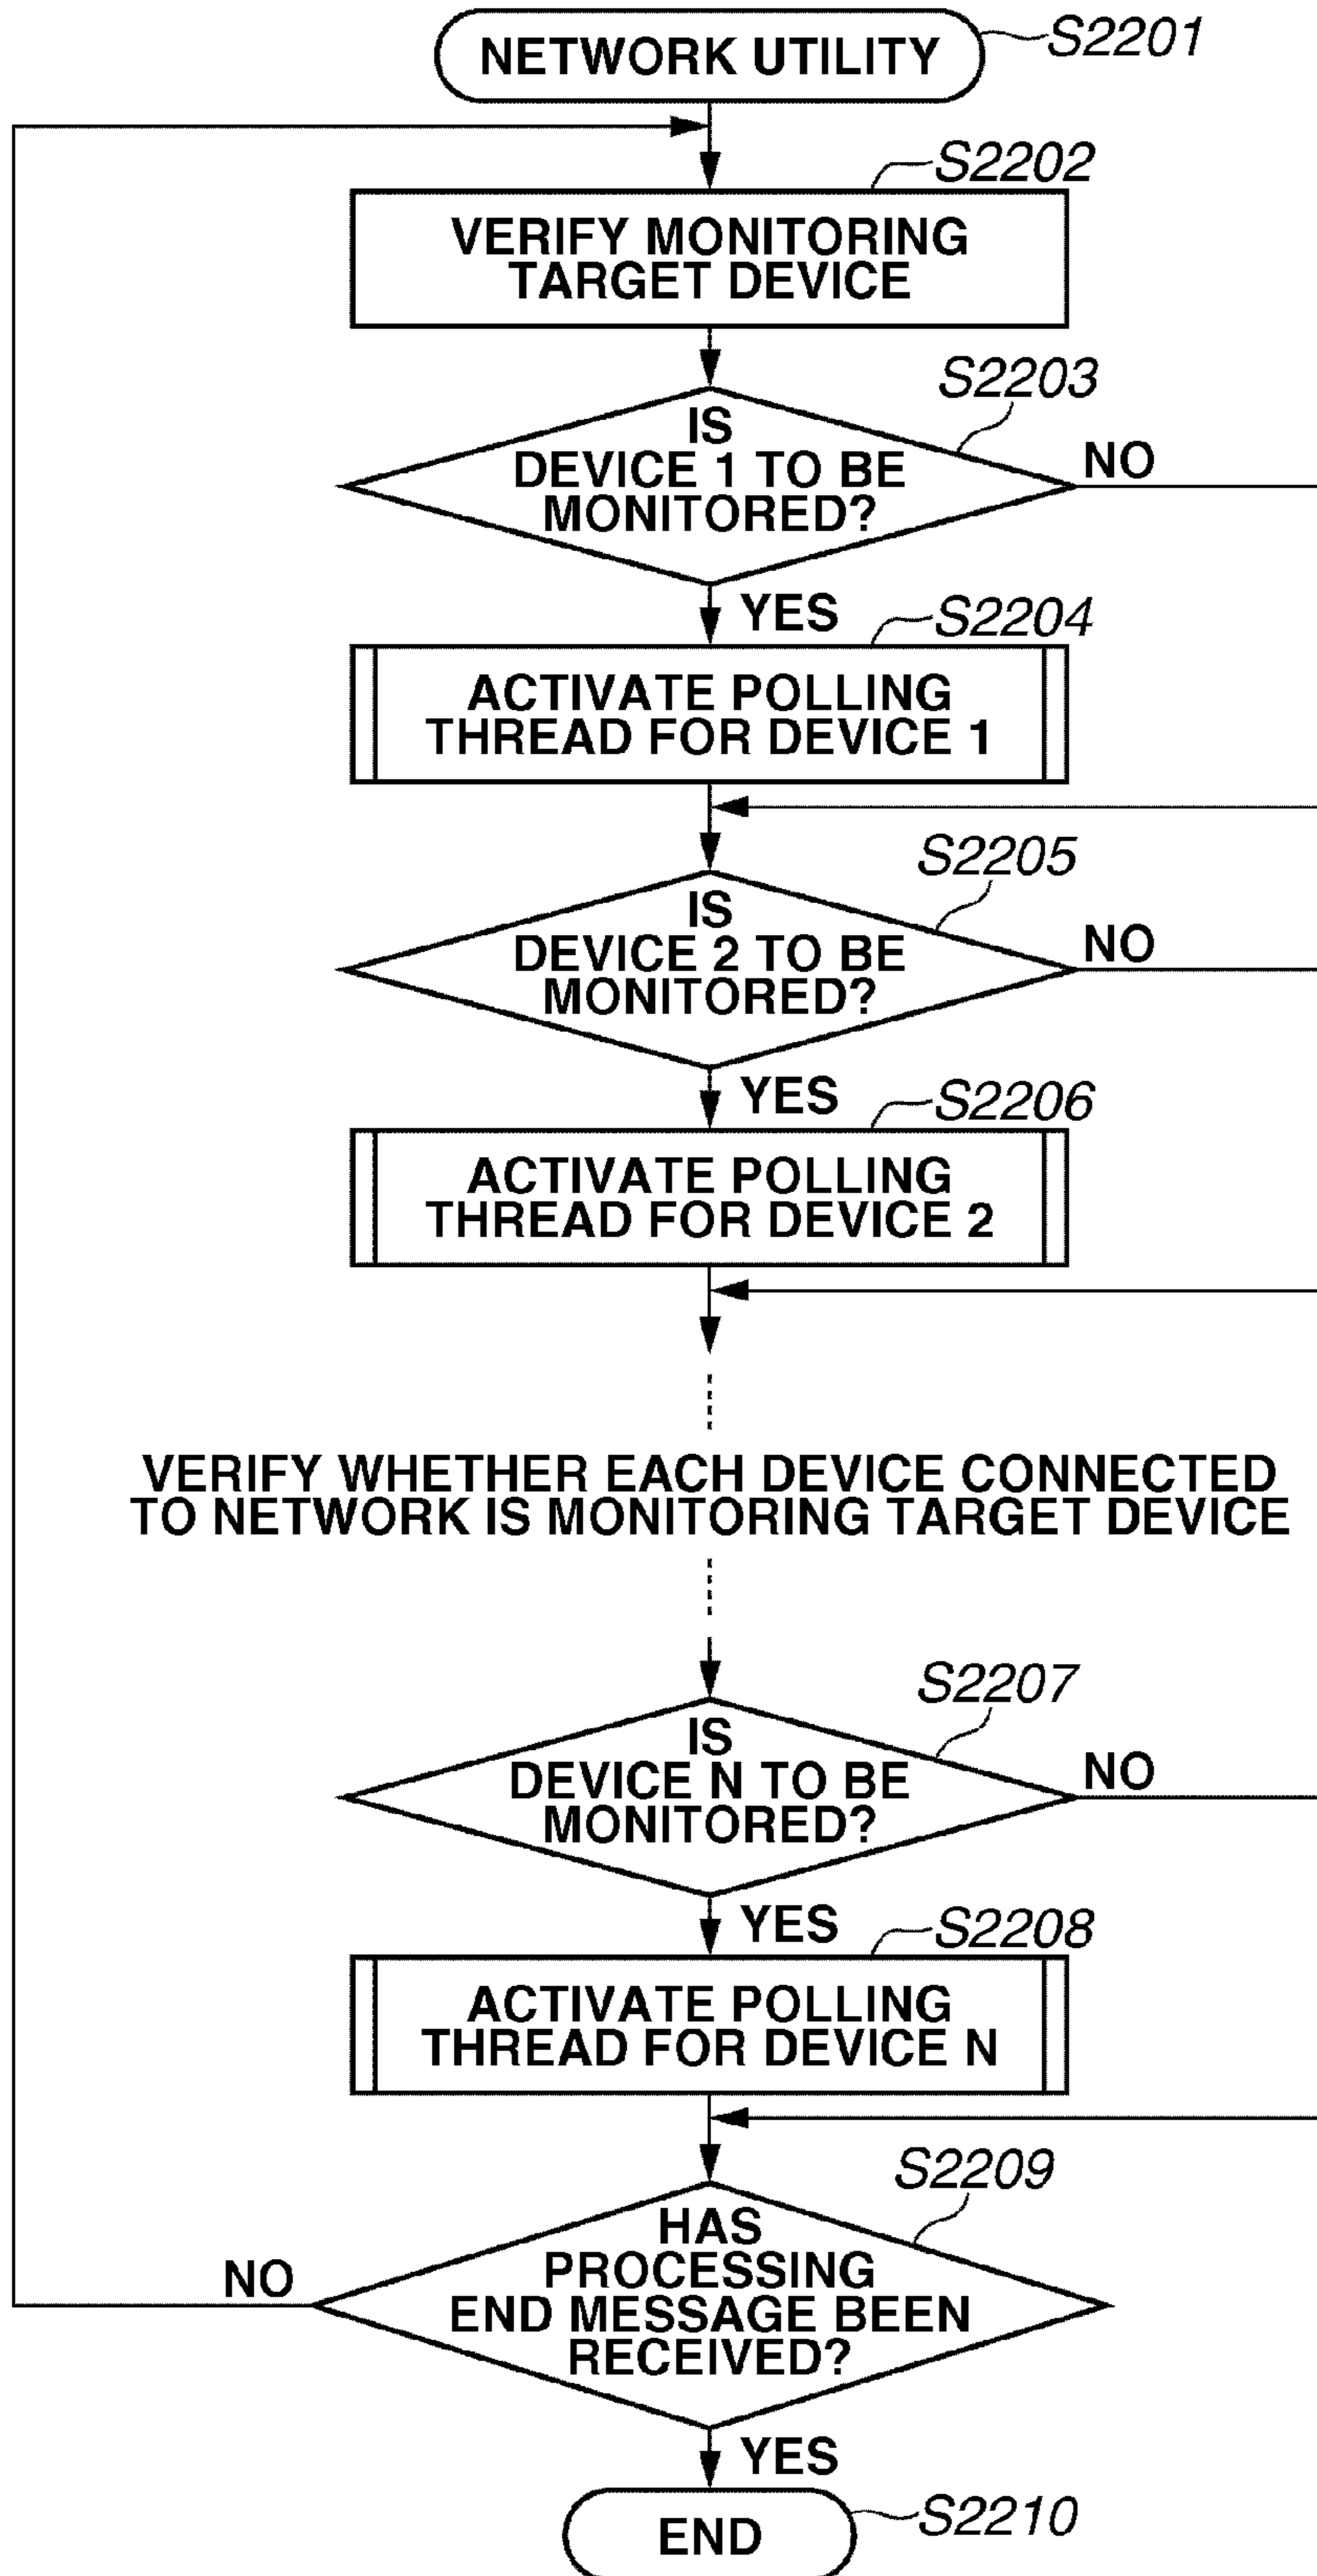 NETWORK UTILITY
S2201
S2202
VERIFY MONITORING
TARGET DEVICE
S2203
IS
DEVICE 1 TO BE
MONITORED?
NO
YES
S2204
ACTIVATE POLLING
THREAD FOR DEVICE 1
S2205
IS
DEVICE 2 TO BE
MONITORED?
NO
YES
S2206
ACTIVATE POLLING
THREAD FOR DEVICE 2
VERIFY WHETHER EACH DEVICE CONNECTED
TO NETWORK IS MONITORING TARGET DEVICE
S2207
IS
DEVICE N TO BE
MONITORED?
NO
YES
S2208
ACTIVATE POLLING
THREAD FOR DEVICE N
S2209
HAS
PROCESSING
END MESSAGE BEEN
RECEIVED?
NO
YES
END
S2210